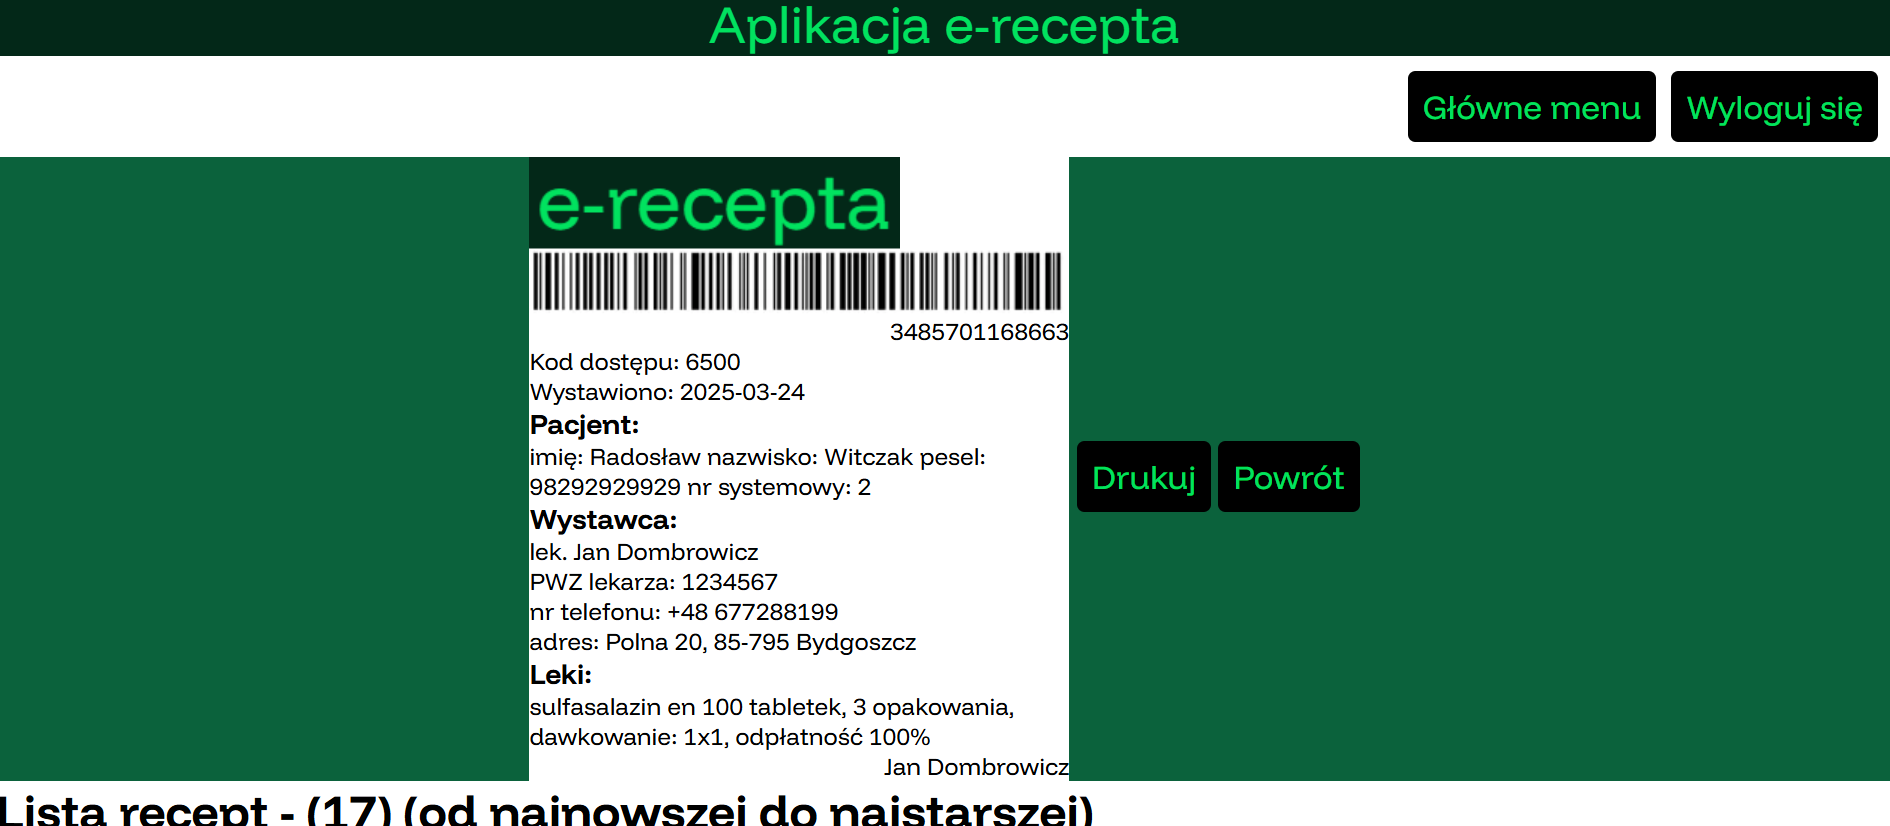 Aplikacja e-recepta
Główne menu
Wyloguj się
e-recepta
3485701168663
Kod dostępu: 6500
Wystawiono: 2025-03-24
Pacjent:
imię: Radosław nazwisko: Witczak pesel:
98292929929 nr systemowy: 2
Wystawca:
lek. Jan Dombrowicz
PWZ lekarza: 1234567
nr telefonu: +48 677288199
adres: Polna 20, 85-795 Bydgoszcz
Leki:
sulfasalazin en 100 tabletek, 3 opakowania,
dawkowanie: 1x1, odpłatność 100%
Jan Dombrowicz
Drukuj
Powrót
Lista recept - (17) (od najnowszej do najstarszej)